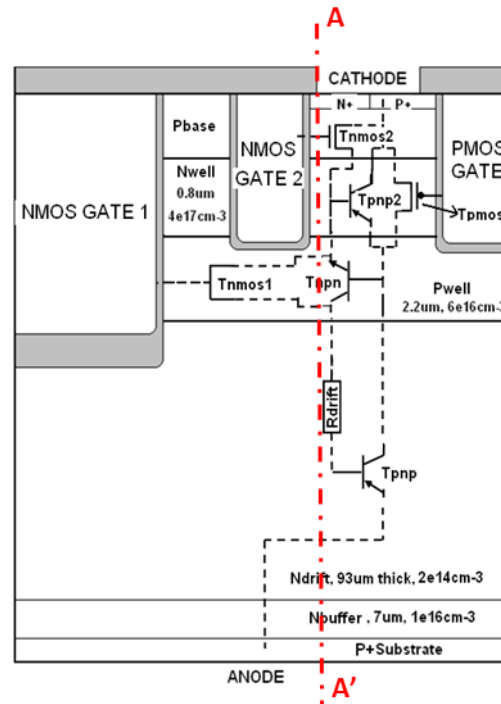 A
CATHODE
N+ P+
Pbase
Tnmos2
NMOS
GATE 2
PMOS
GATE
Nwell
0.8um
4e17cm-3
NMOS GATE 1
Tpnp2
Tpmos
Tnmos1
Tnpn
Pwell
2.2um, 6e16cm-3
Rdrift
Tpnp
Ndrift, 93um thick, 2e14cm-3
Nbuffer , 7um, 1e16cm-3
P+Substrate
ANODE
A'